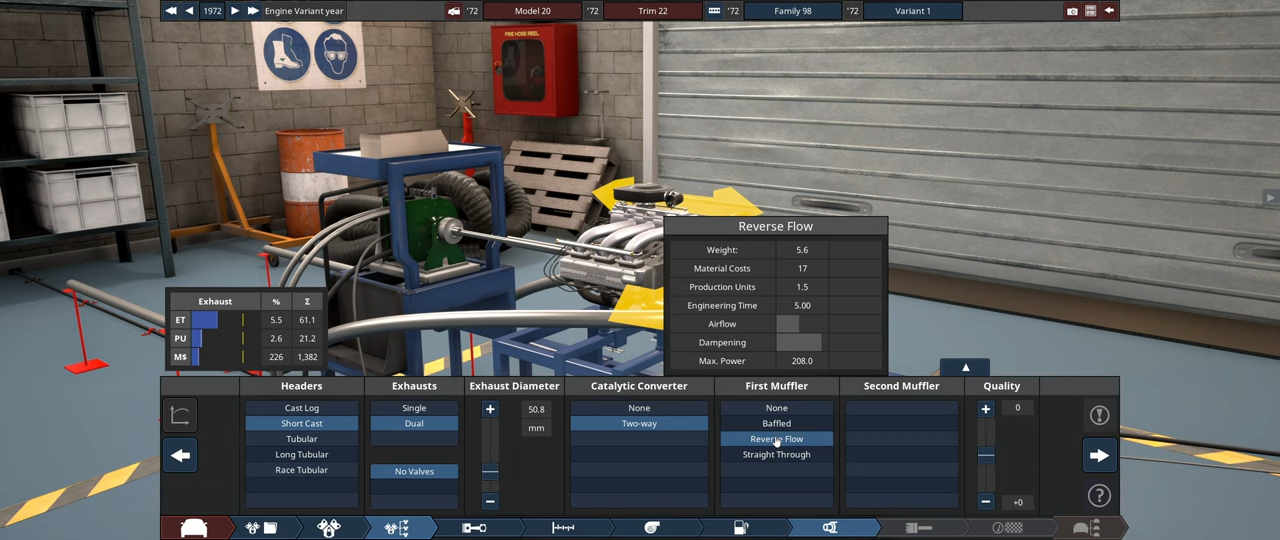 1972 Engine Variant year '72 Model 20 '72 Trim 22 '72 Family 98 '72 Variant 1
FIRE HOSE REEL
Reverse Flow
Weight: 5.6
Material Costs 17
Production Units 1.5
Engineering Time 5.00
Airflow
Dampening
Max. Power 208.0
Exhaust % Σ
ET 5.5 61.1
PU 2.6 21.2
M$ 226 1,382
Headers Exhausts Exhaust Diameter Catalytic Converter First Muffler Second Muffler Quality
Cast Log Single 50.8 None None 0
Short Cast Dual mm Two-way Baffled
Tubular Reverse Flow
Long Tubular Straight Through
Race Tubular No Valves
+0